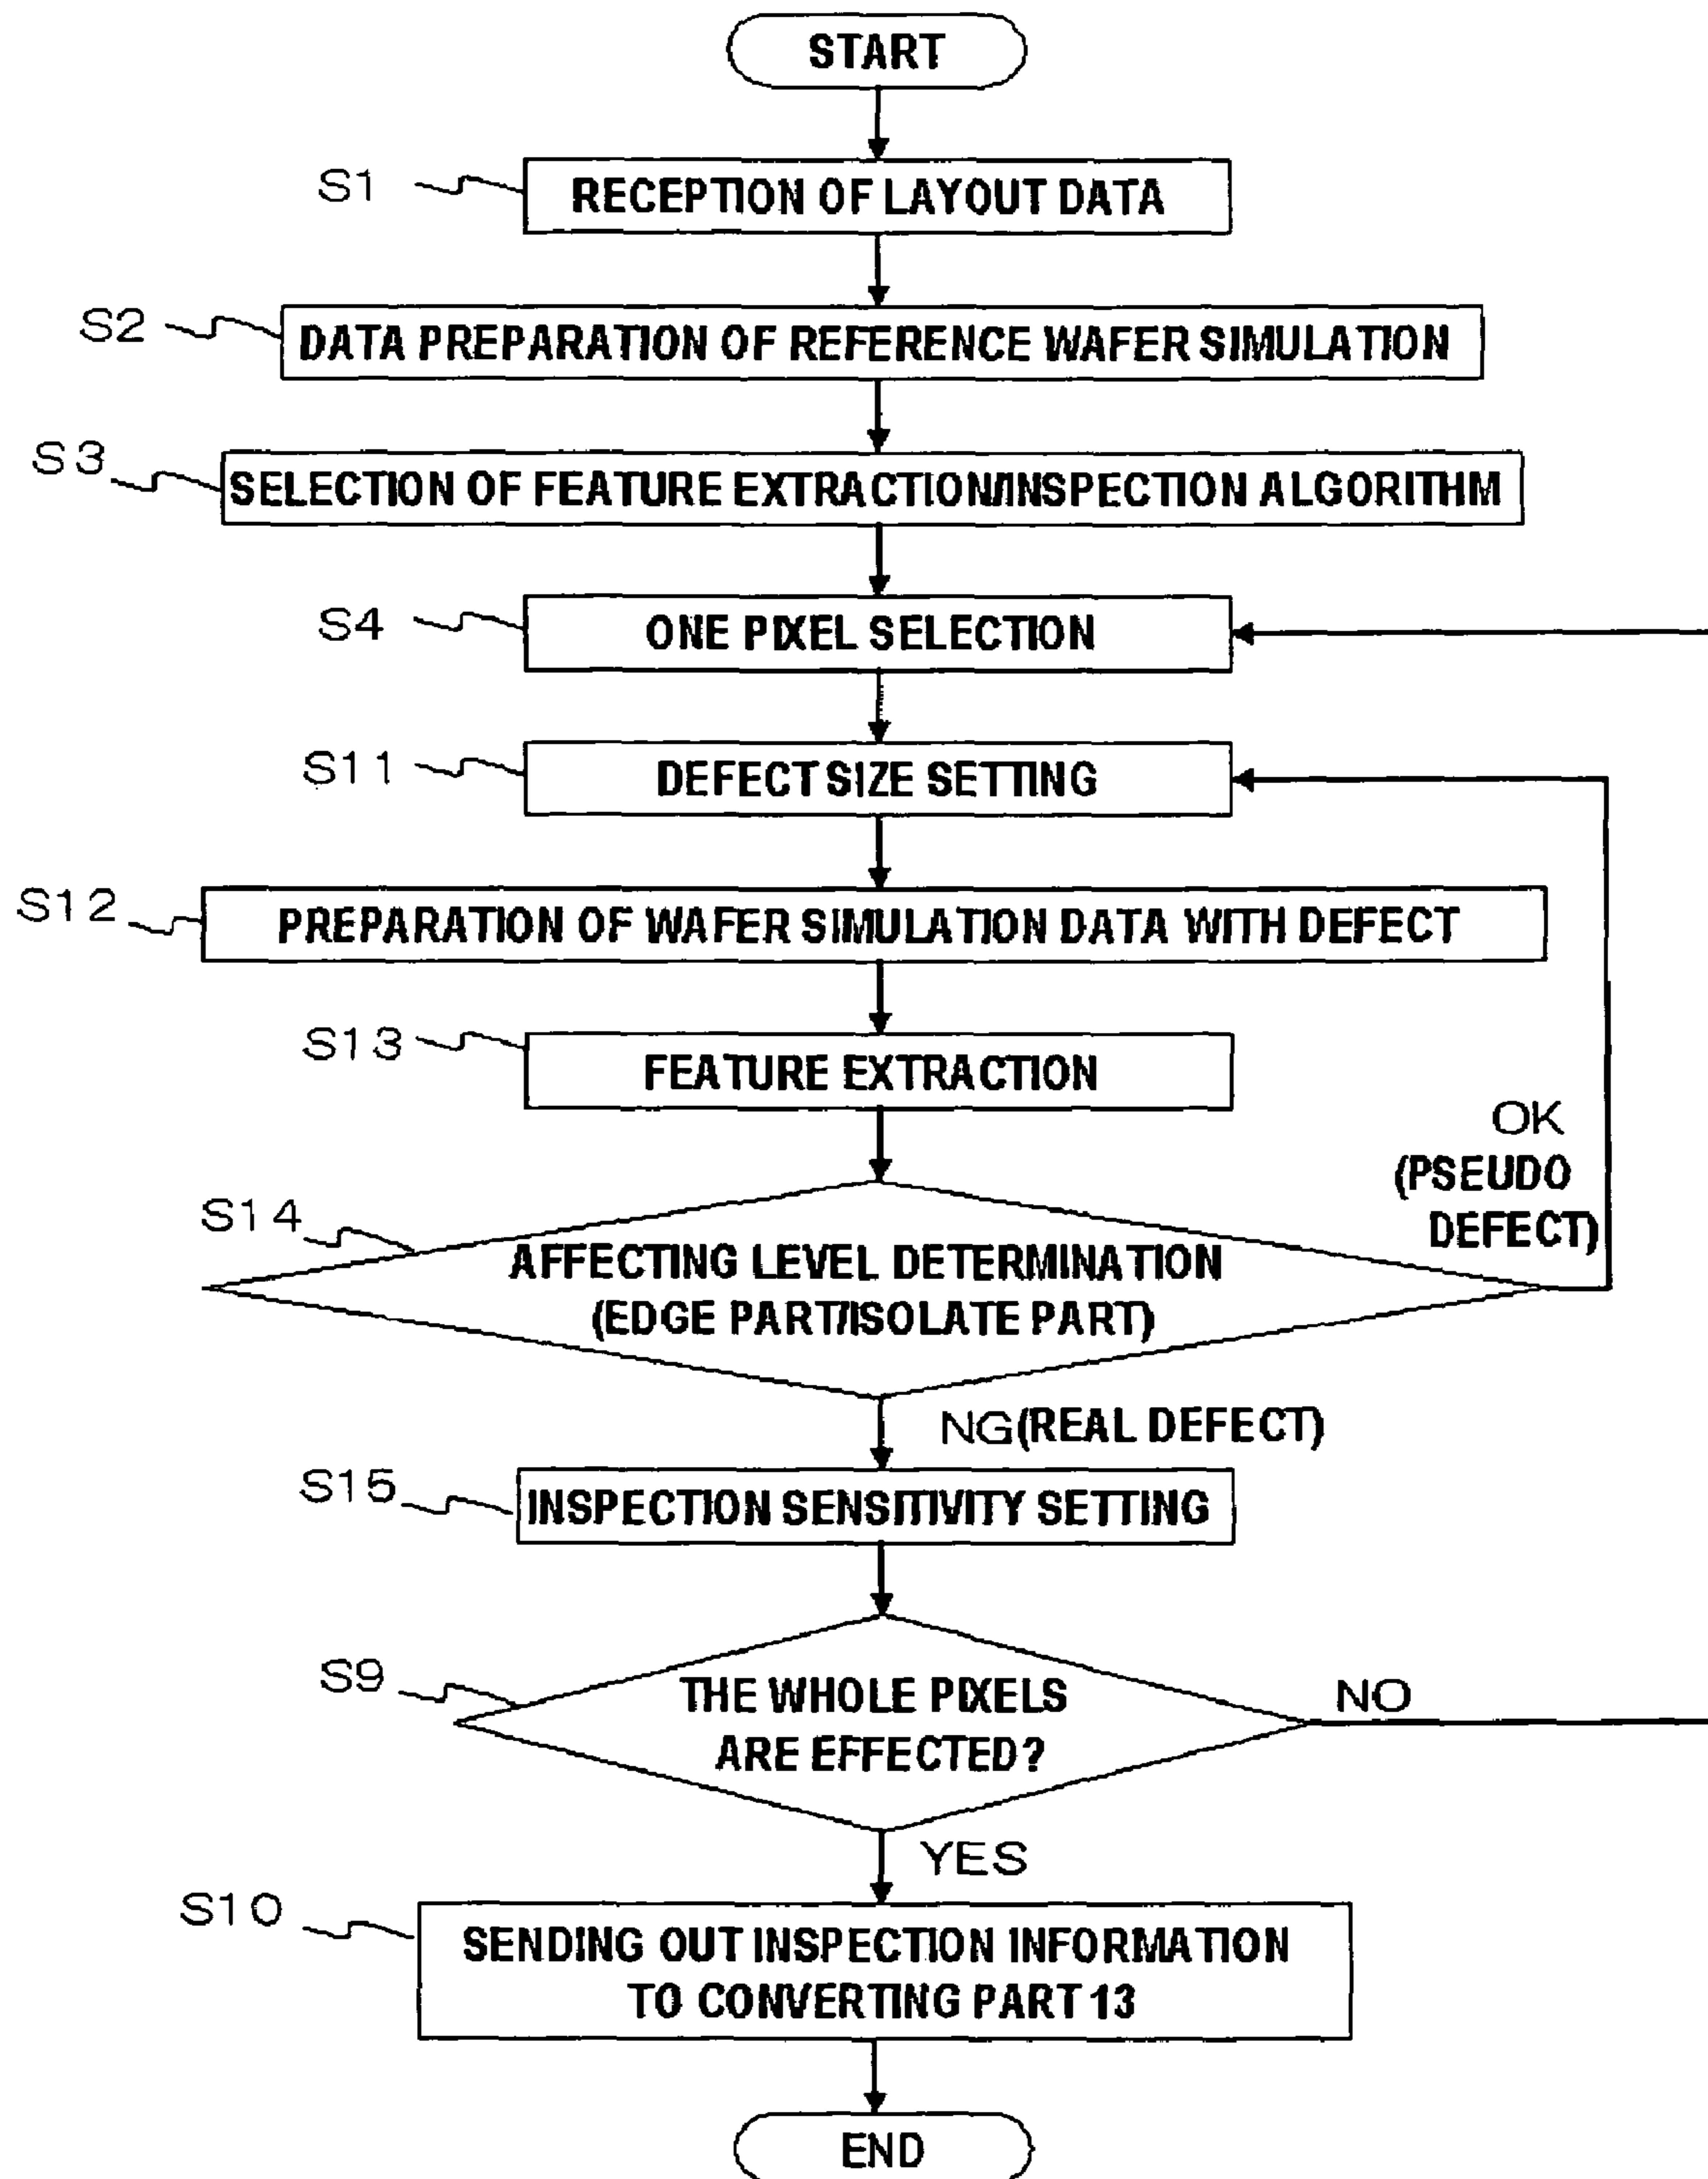 START
S1
RECEPTION OF LAYOUT DATA
S2
DATA PREPARATION OF REFERENCE WAFER SIMULATION
S3
SELECTION OF FEATURE EXTRACTION/INSPECTION ALGORITHM
S4
ONE PIXEL SELECTION
S11
DEFECT SIZE SETTING
S12
PREPARATION OF WAFER SIMULATION DATA WITH DEFECT
S13
FEATURE EXTRACTION
OK
(PSEUDO
DEFECT)
S14
AFFECTING LEVEL DETERMINATION
(EDGE PART/ISOLATE PART)
NG(REAL DEFECT)
S15
INSPECTION SENSITIVITY SETTING
S9
THE WHOLE PIXELS
ARE EFFECTED?
NO
YES
S10
SENDING OUT INSPECTION INFORMATION
TO CONVERTING PART 13
END